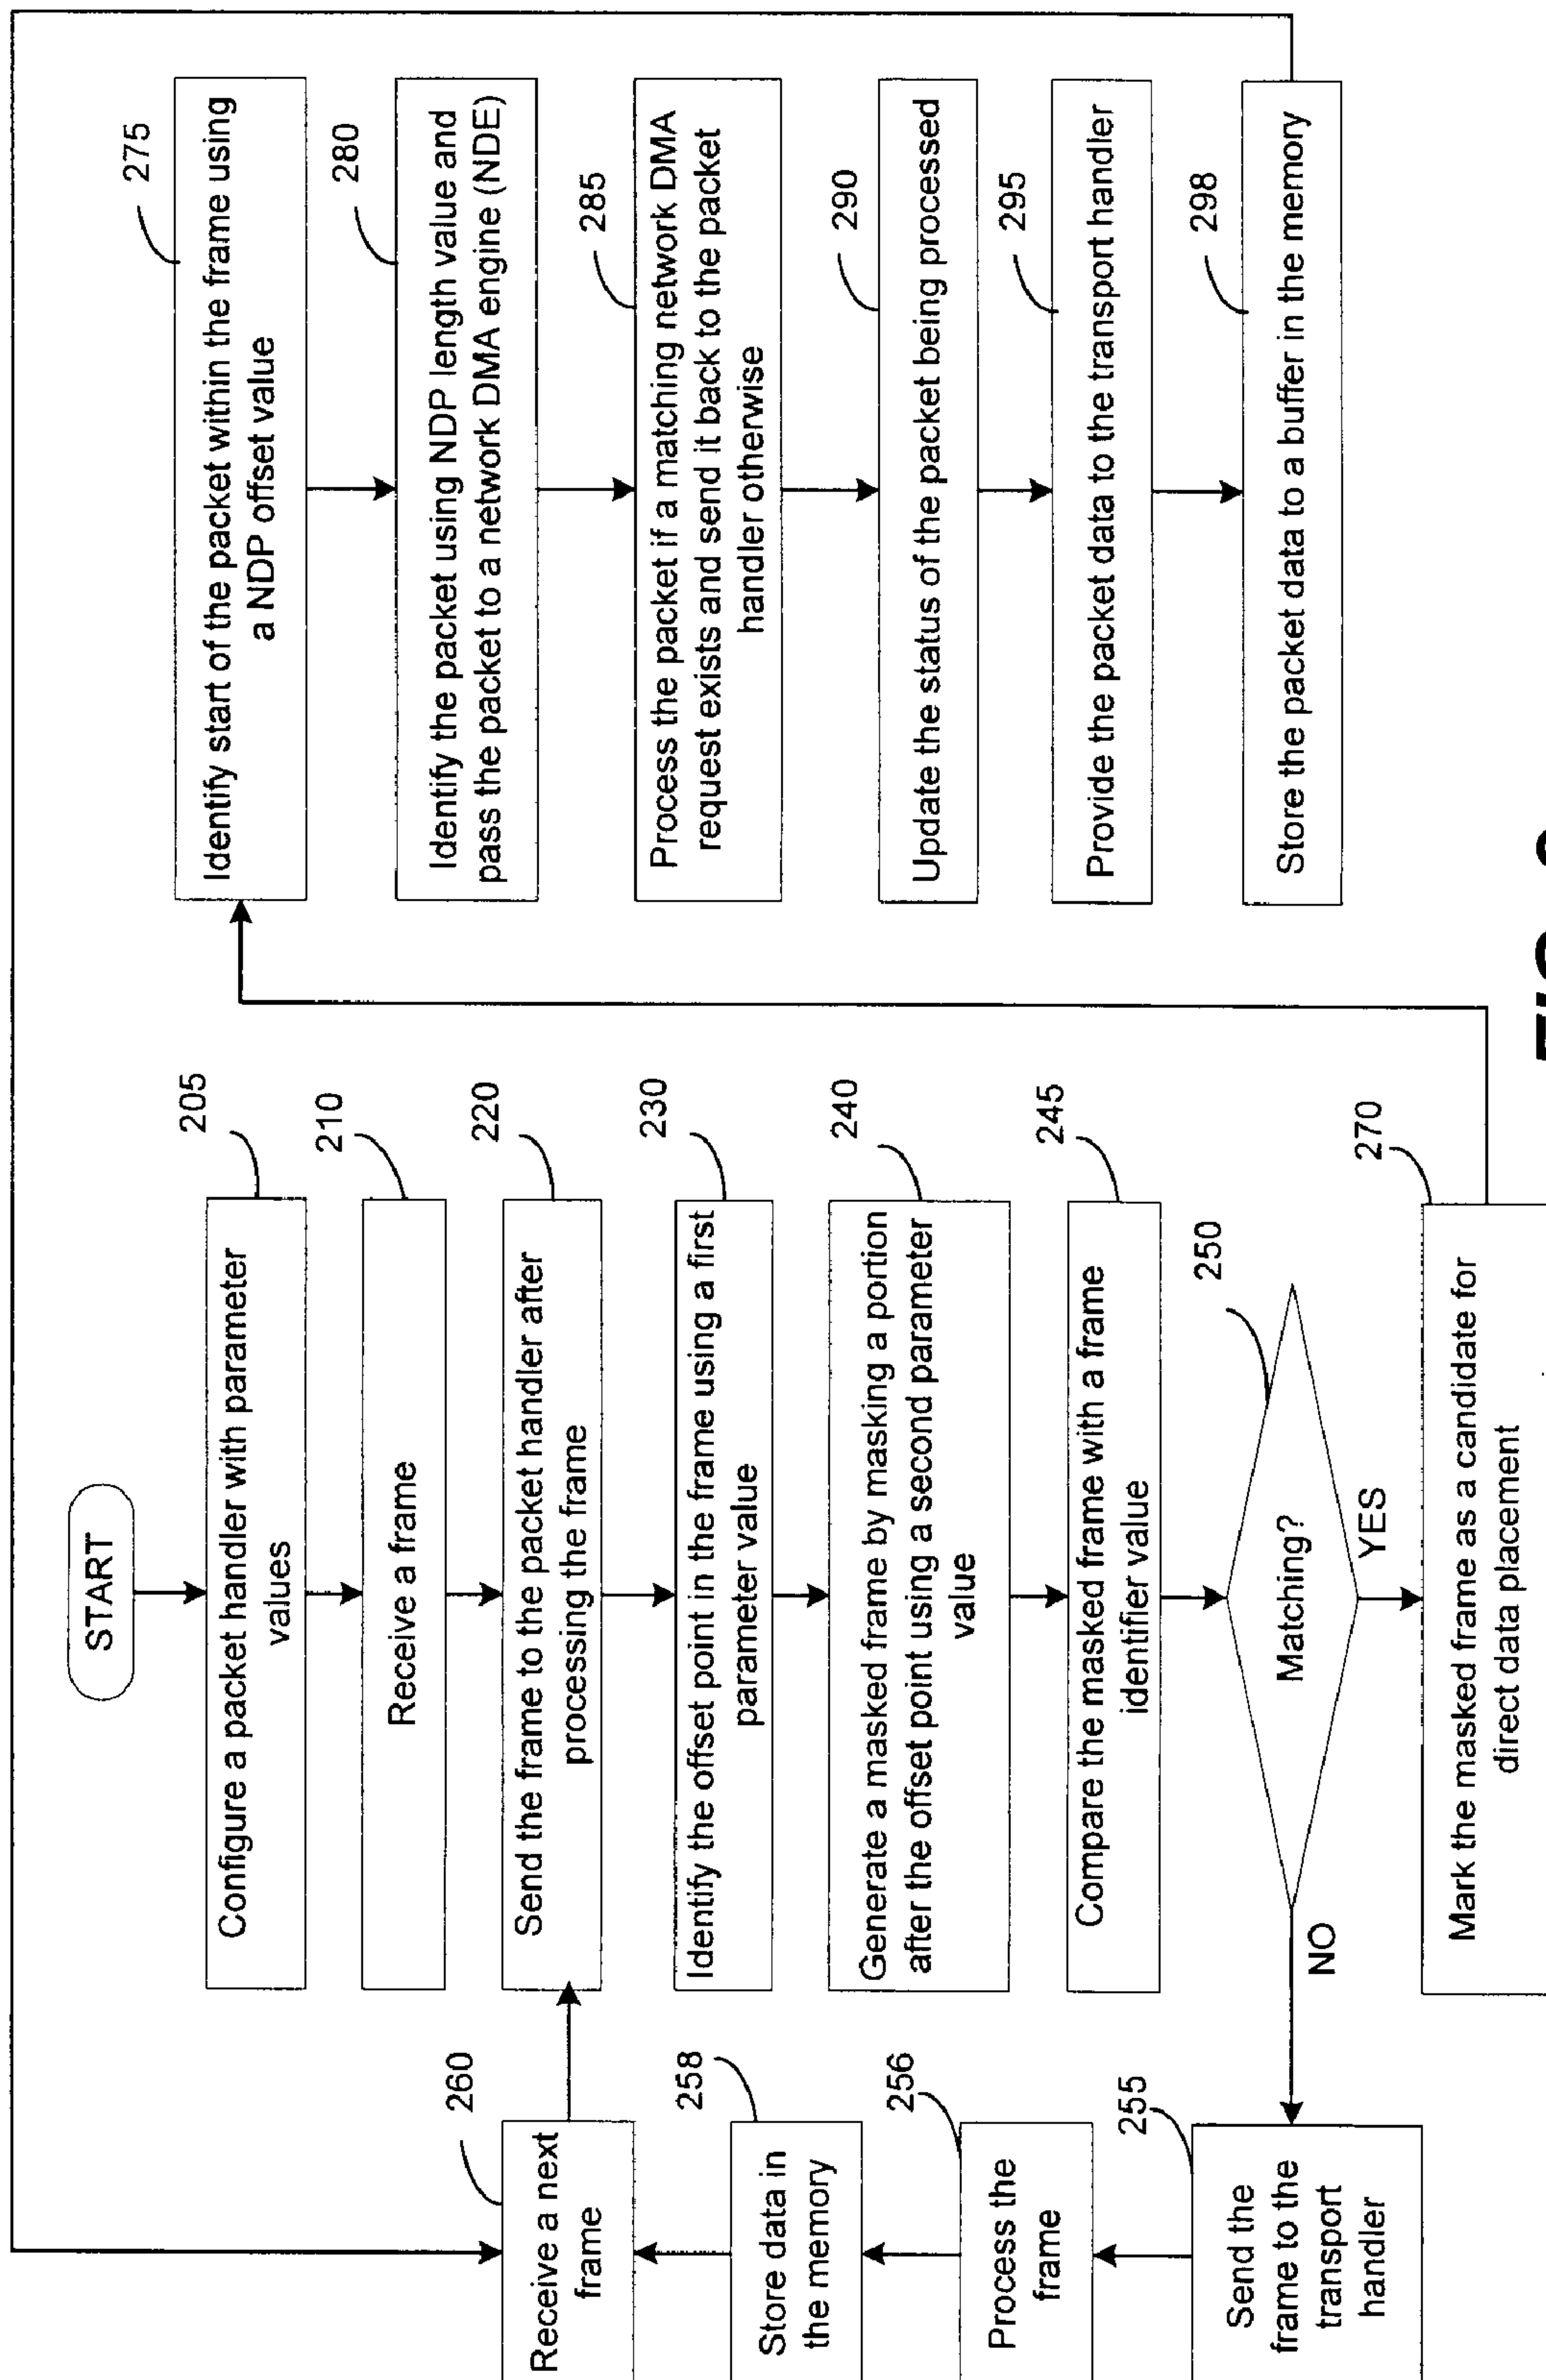 START
205
Configure a packet handler with parameter
values
210
Receive a frame
220
Send the frame to the packet handler after
processing the frame
230
Identify the offset point in the frame using a first
parameter value
240
Generate a masked frame by masking a portion
after the offset point using a second parameter
value
245
Compare the masked frame with a frame
identifier value
250
Matching?
NO
YES
255
Send the
frame to the
transport
handler
256
Process the
frame
258
Store data in
the memory
260
Receive a next
frame
270
Mark the masked frame as a candidate for
direct data placement
275
Identify start of the packet within the frame using
a NDP offset value
280
Identify the packet using NDP length value and
pass the packet to a network DMA engine (NDE)
285
Process the packet if a matching network DMA
request exists and send it back to the packet
handler otherwise
290
Update the status of the packet being processed
295
Provide the packet data to the transport handler
298
Store the packet data to a buffer in the memory
FIG.